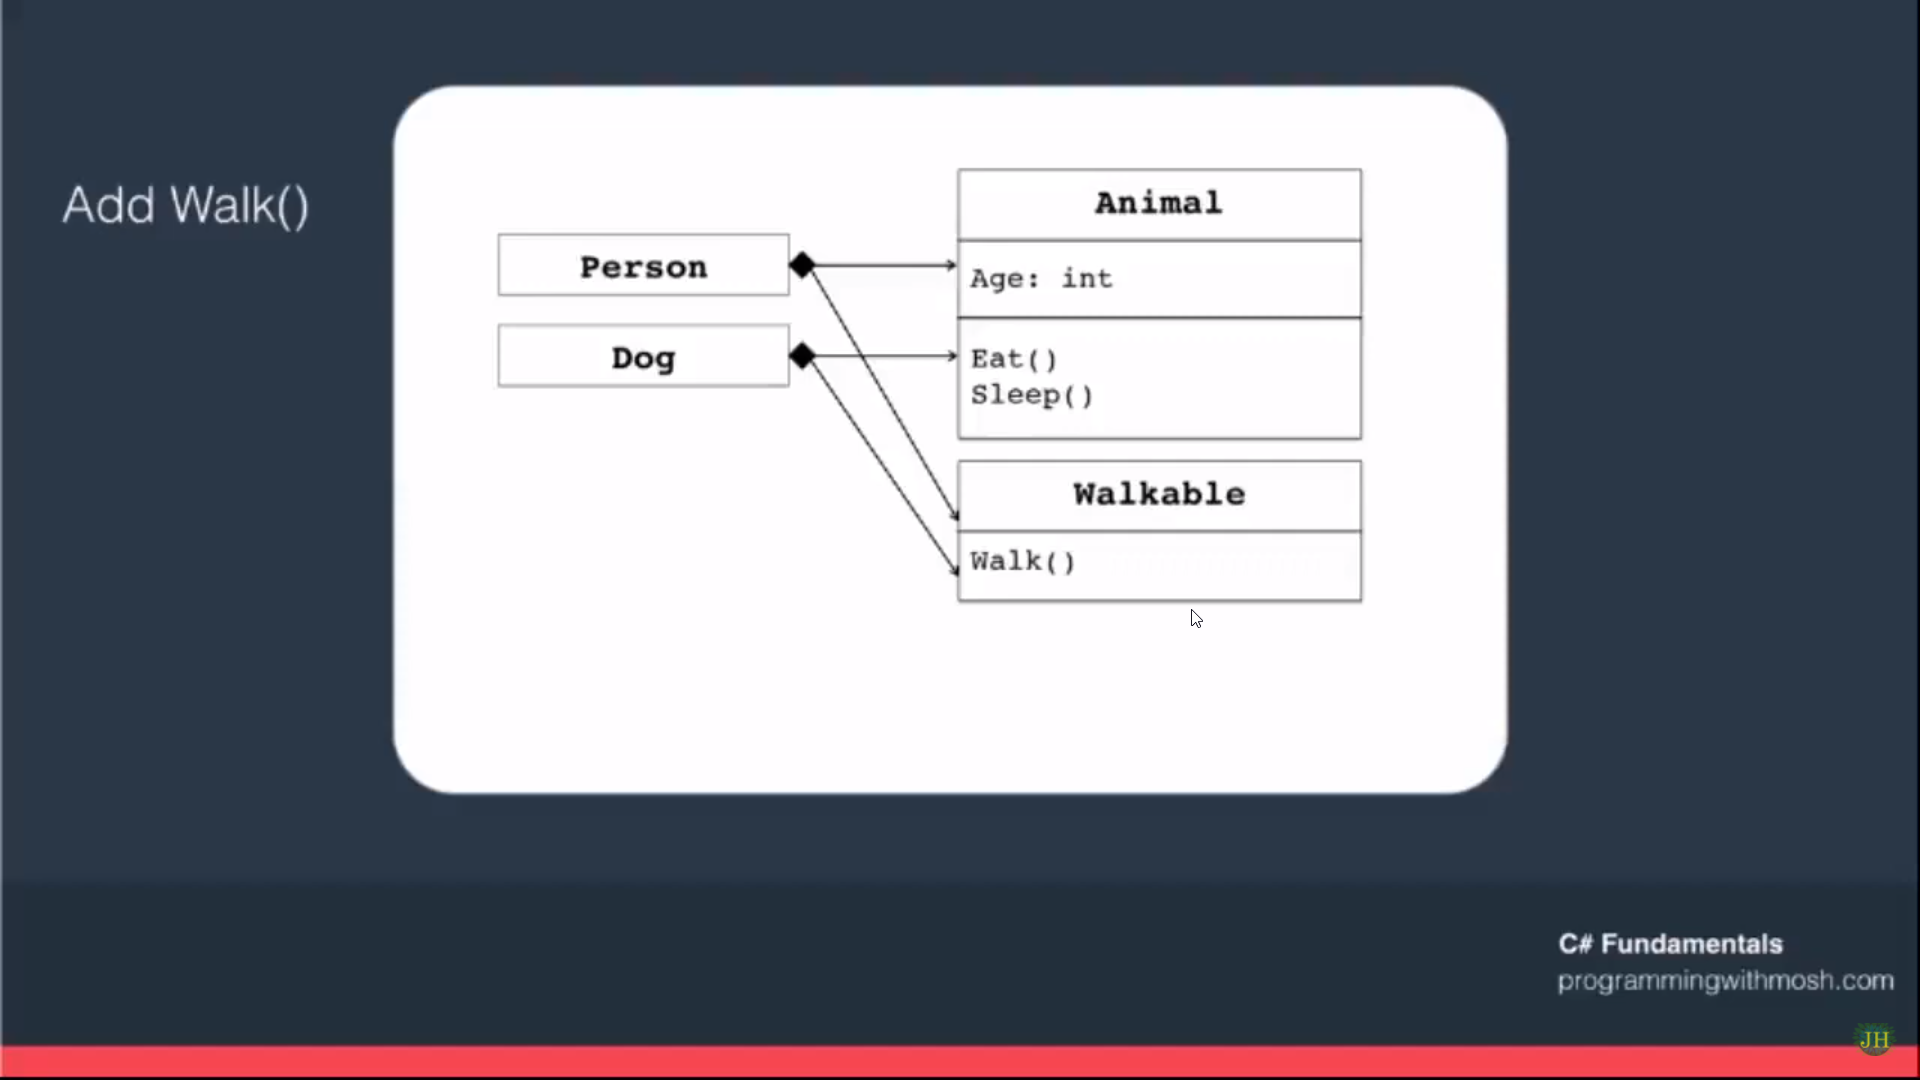 Add Walk()
Person
Dog
Animal
Age: int
Eat()
Sleep()
Walkable
Walk()
C# Fundamentals
programmingwithmosh.com
JH